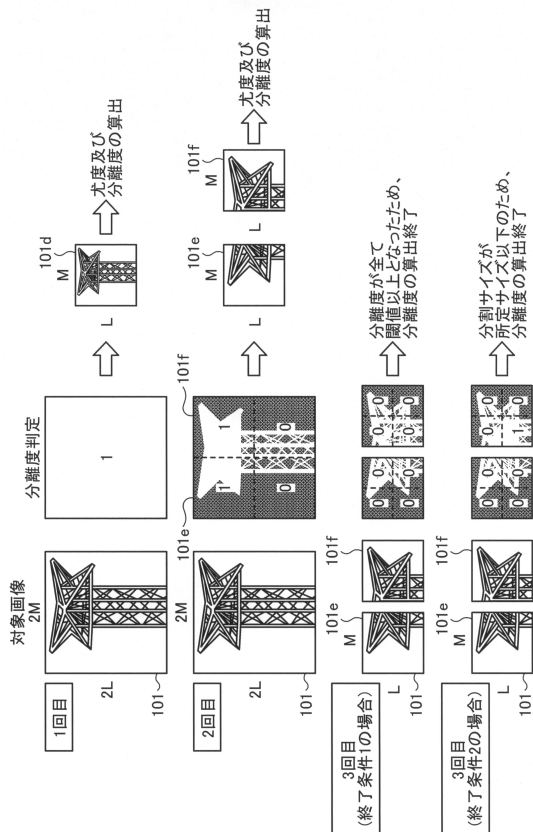 対象画像
分離度判定
1回目
2M
2L
101
1
101d
M
L
尤度及び
分離度の算出
2回目
2M
2L
101
101e
101f
1 1
0 0
101e
M
L
101f
M
L
尤度及び
分離度の算出
3回目
(終了条件1の場合)
101e
M
101f
L
101
0 0 0 0
0 0 0 0
分離度が全て
閾値以上となったため、
分離度の算出終了
3回目
(終了条件2の場合)
101e
M
101f
L
101
0 0 0 0
0 0 0 1
分割サイズが
所定サイズ以下のため、
分離度の算出終了